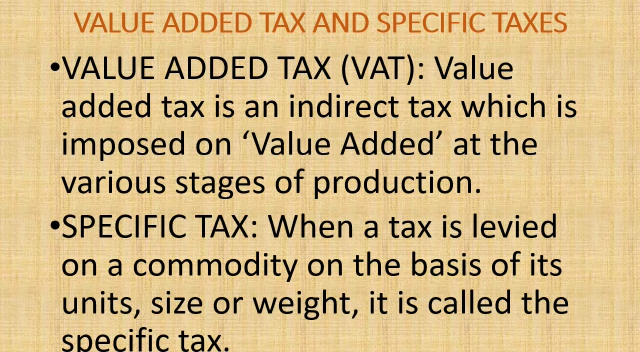 VALUE ADDED TAX AND SPECIFIC TAXES
•VALUE ADDED TAX (VAT): Value
added tax is an indirect tax which is
imposed on ‘Value Added’ at the
various stages of production.
•SPECIFIC TAX: When a tax is levied
on a commodity on the basis of its
units, size or weight, it is called the
specific tax.